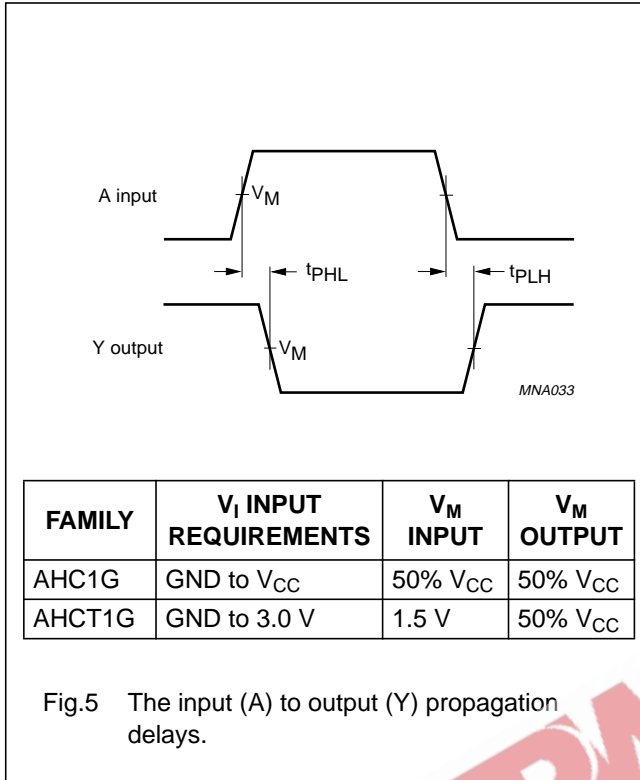 A input
V_M
t_PHL
t_PLH
Y output
V_M
MNA033
FAMILY V_I INPUT REQUIREMENTS V_M INPUT V_M OUTPUT
AHC1G GND to V_CC 50% V_CC 50% V_CC
AHCT1G GND to 3.0 V 1.5 V 50% V_CC
Fig.5 The input (A) to output (Y) propagation
delays.